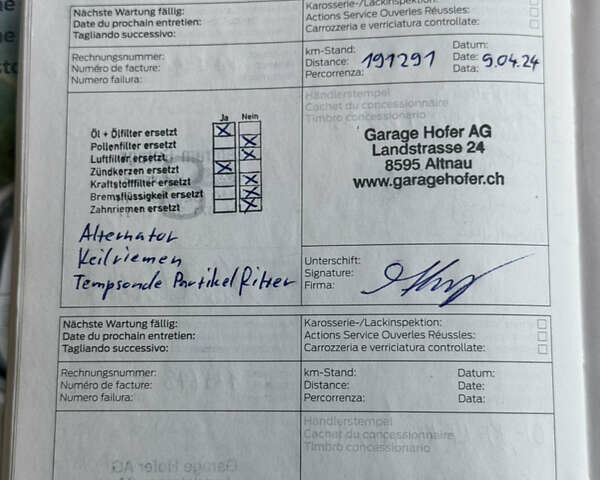 Nächste Wartung fällig:
Date du prochain entretien:
Tagliando successivo:
Karosserie-/Lackinspektion:
Actions Service Ouverles Réussles:
Carrozzeria e verriciatura controllate:
Rechnungsnummer:
Numéro de facture:
Numero failura:
km-Stand:
Distance: 191291
Percorrenza:
Datum:
Date: 9.04.24
Data:
Händlerstempel
Cachet du concessionnaire
Timbro concessionario
Ja Nein
Öl + Ölfilter ersetzt
Pollenfilter ersetzt
Luftfilter ersetzt
Zündkerzen ersetzt
Kraftstoffilter ersetzt
Bremsflüssigkeit ersetzt
Zahnriemen ersetzt
Garage Hofer AG
Landstrasse 24
8595 Altnau
www.garagehofer.ch
Alternator
Keilriemen
Tempsonde Partikelfilter
Unterschift:
Signature:
Firma:
Nächste Wartung fällig:
Date du prochain entretien:
Tagliando successivo:
Karosserie-/Lackinspektion:
Actions Service Ouverles Réussles:
Carrozzeria e verriciatura controllate:
Rechnungsnummer:
Numéro de facture:
Numero failura:
km-Stand:
Distance:
Percorrenza:
Datum:
Date:
Data:
Händlerstempel
Cachet du concessionnaire
Timbro concessionario